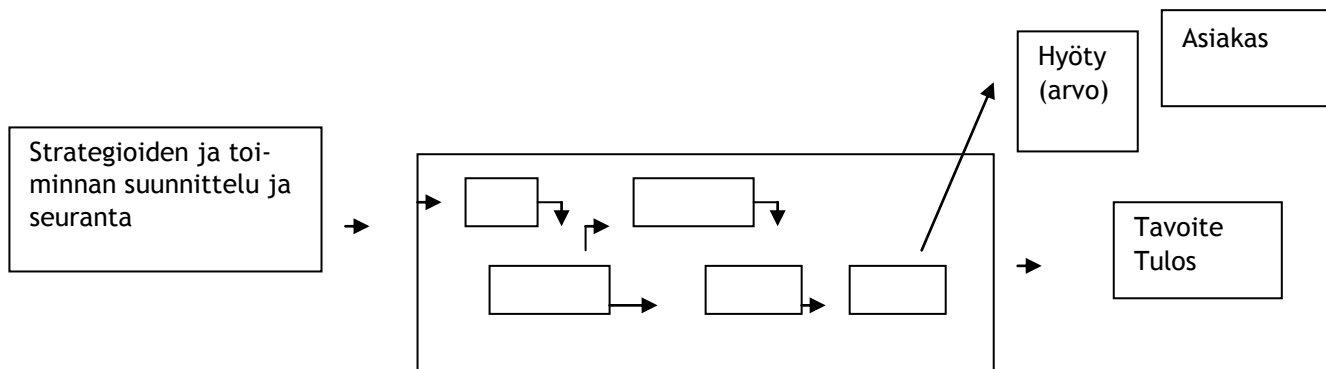 Strategioiden ja toi-
minnan suunnittelu ja
seuranta
Hyöty
(arvo)
Asiakas
Tavoite
Tulos